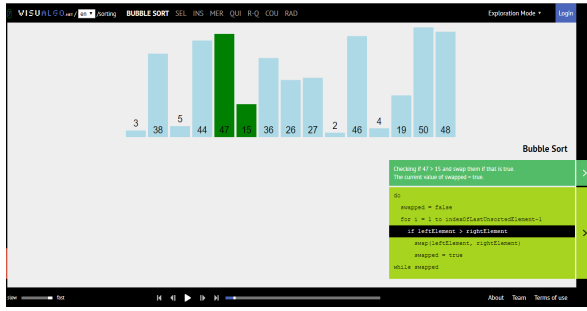 VISUALGO.NET / en /sorting BUBBLE SORT SEL INS MER QUI R-Q COU RAD Exploration Mode Login
3 38 5 44 47 15 36 26 27 2 46 4 19 50 48
Bubble Sort
Checking if 47 > 15 and swap them if that is true.
The current value of swapped = true.
do
swapped = false
for i = 1 to indexOfLastUnsortedElement-1
if leftElement > rightElement
swap(leftElement, rightElement)
swapped = true
while swapped
slow fast About Team Terms of use